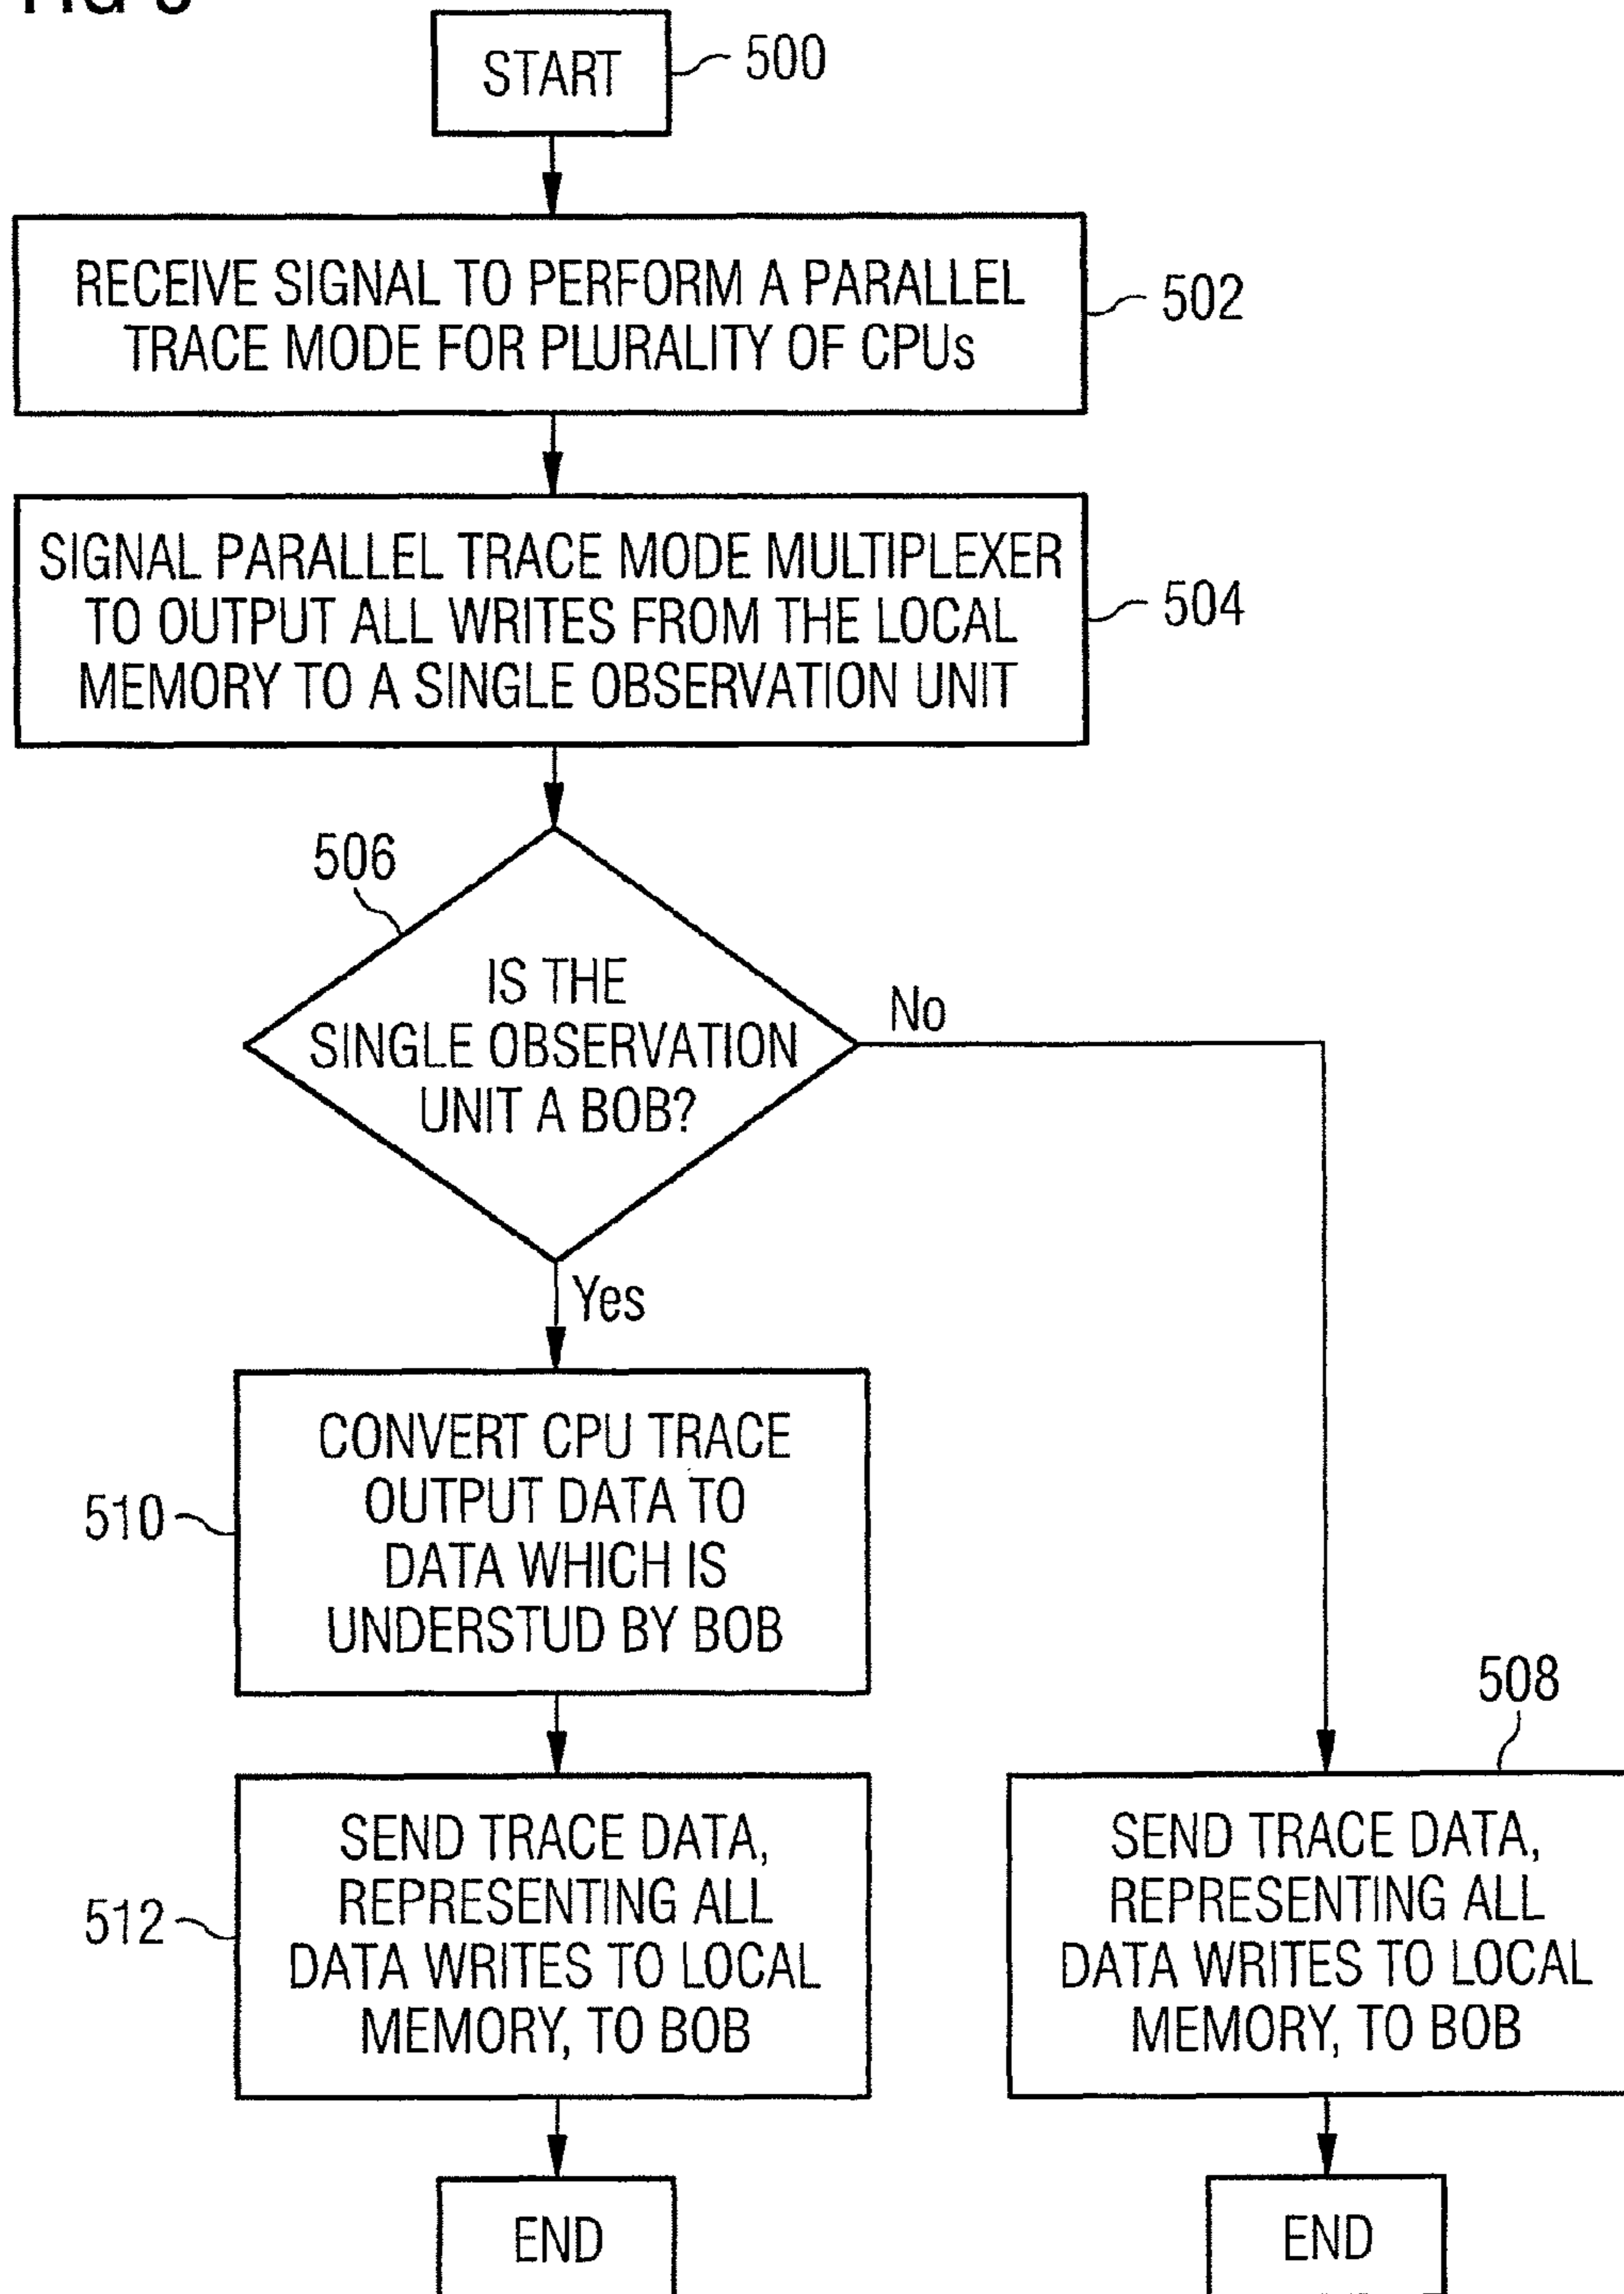 START
500
RECEIVE SIGNAL TO PERFORM A PARALLEL
TRACE MODE FOR PLURALITY OF CPUs
502
SIGNAL PARALLEL TRACE MODE MULTIPLEXER
TO OUTPUT ALL WRITES FROM THE LOCAL
MEMORY TO A SINGLE OBSERVATION UNIT
504
506
IS THE
SINGLE OBSERVATION
UNIT A BOB?
No
Yes
CONVERT CPU TRACE
OUTPUT DATA TO
DATA WHICH IS
UNDERSTUD BY BOB
510
508
SEND TRACE DATA,
REPRESENTING ALL
DATA WRITES TO LOCAL
MEMORY, TO BOB
512
SEND TRACE DATA,
REPRESENTING ALL
DATA WRITES TO LOCAL
MEMORY, TO BOB
END
END